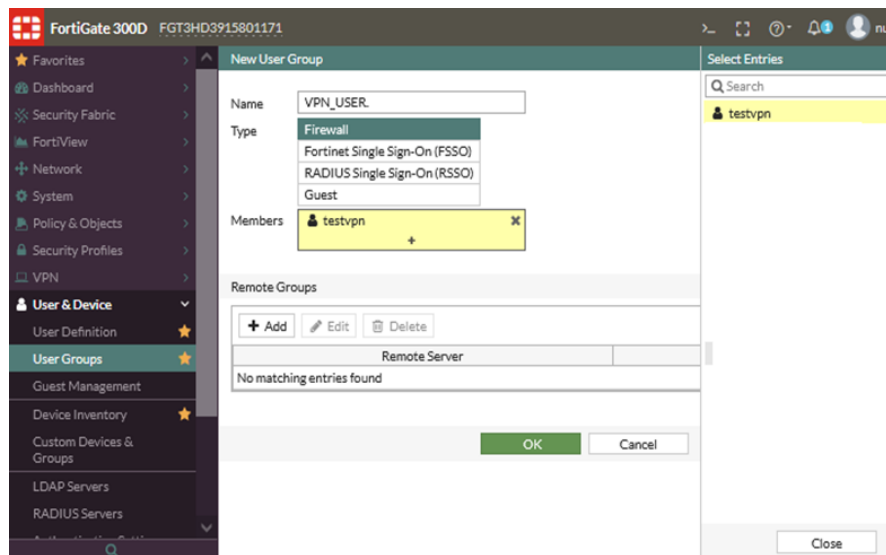 FortiGate 300D FGT3HD3915801171
1
Favorites
Dashboard
Security Fabric
FortiView
Network
System
Policy & Objects
Security Profiles
VPN
User & Device
User Definition
User Groups
Guest Management
Device Inventory
Custom Devices &
Groups
LDAP Servers
RADIUS Servers
New User Group
Name VPN_USER.
Type Firewall
Fortinet Single Sign-On (FSSO)
RADIUS Single Sign-On (RSSO)
Guest
Members testvpn
+
Remote Groups
+ Add Edit Delete
Remote Server
No matching entries found
OK Cancel
Select Entries
Search
testvpn
Close